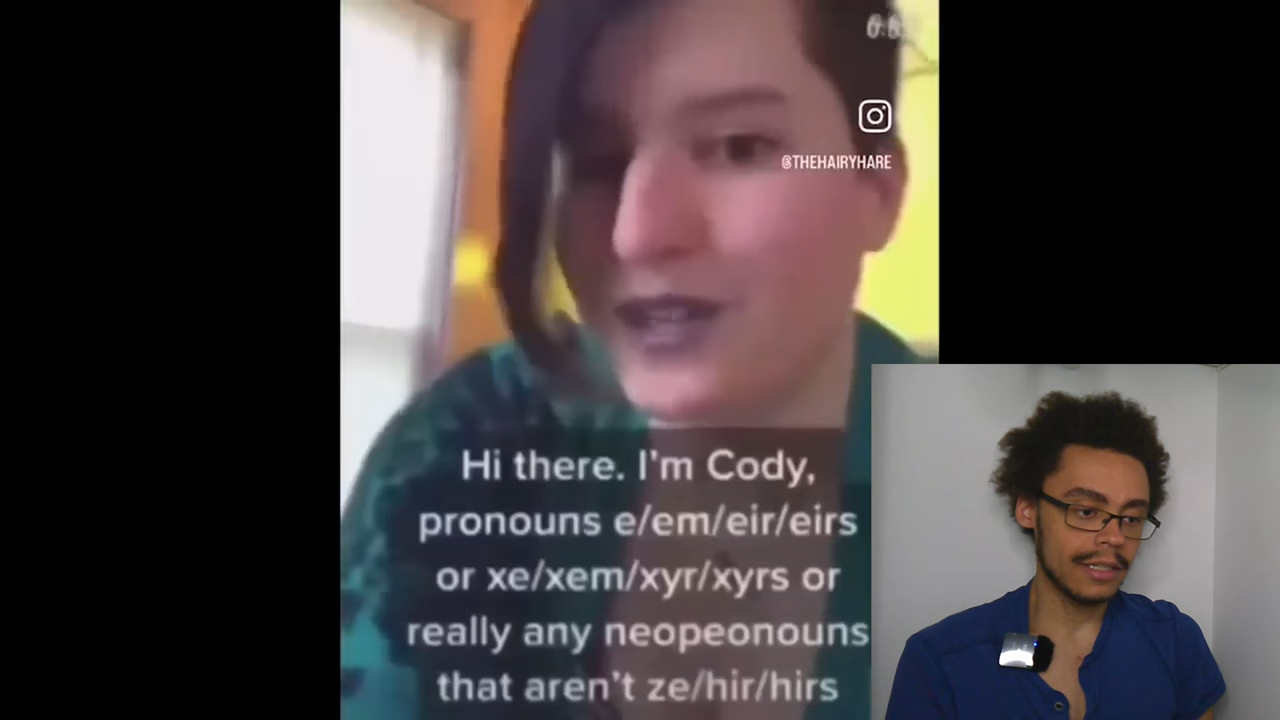 @THEHAIRYHARE
Hi there. I'm Cody,
pronouns e/em/eir/eirs
or xe/xem/xyr/xyrs or
really any neopeonouns
that aren't ze/hir/hirs